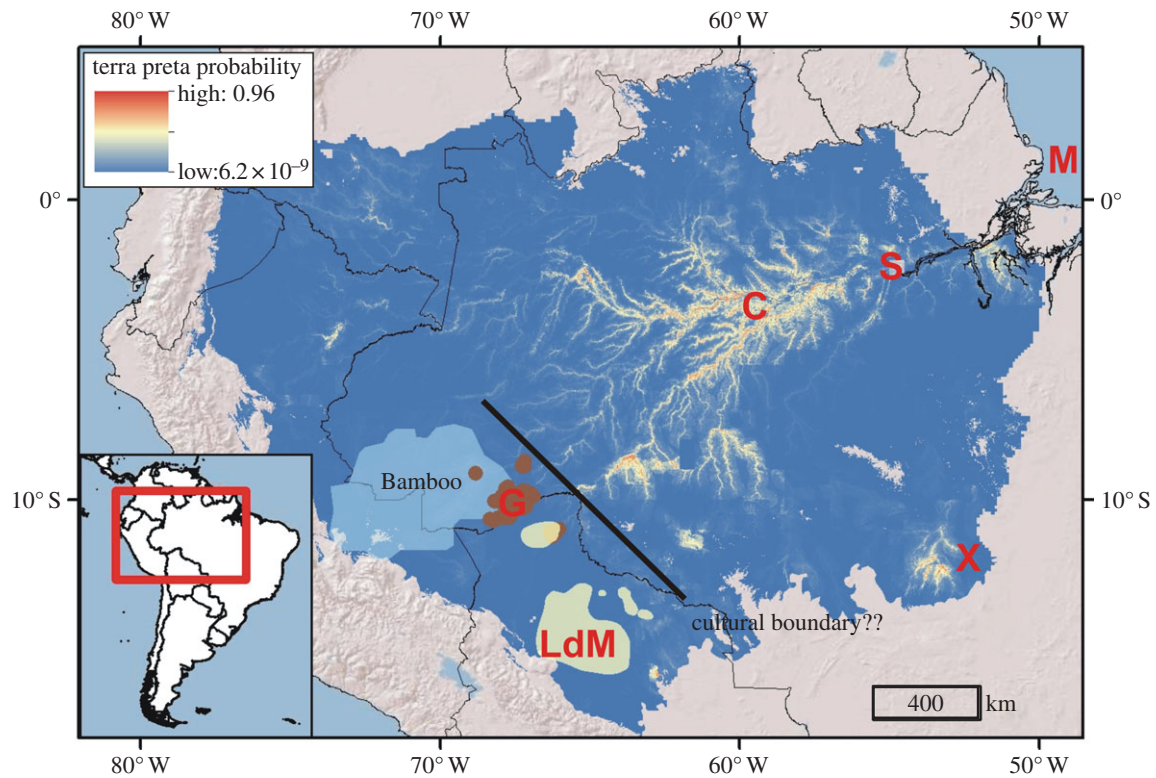 80° W 70° W 60° W 50° W
terra preta probability
high: 0.96
low:6.2 × 10⁻⁹
M
0° 0°
S
C
Bamboo
G
10° S 10° S
X
cultural boundary??
LdM
400 km
80° W 70° W 60° W 50° W